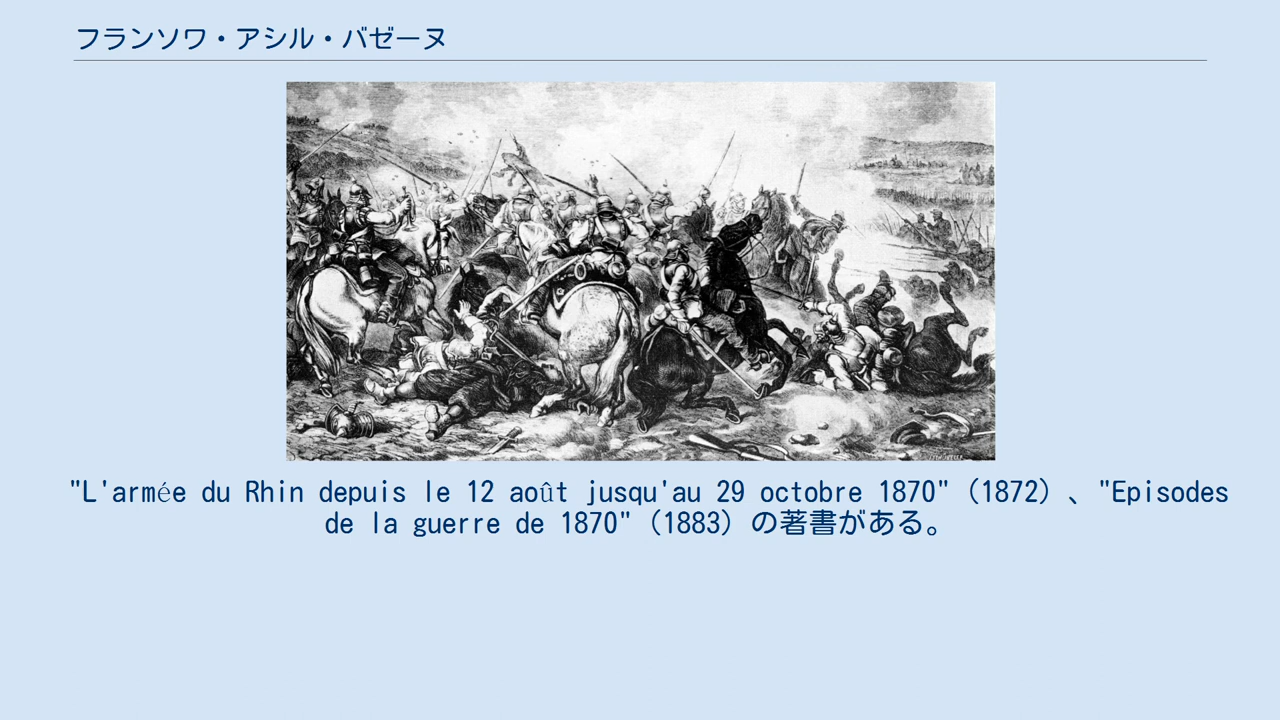 フランソワ・アシル・バゼーヌ
"L'armée du Rhin depuis le 12 août jusqu'au 29 octobre 1870"（1872）、"Episodes
de la guerre de 1870"（1883）の著書がある。